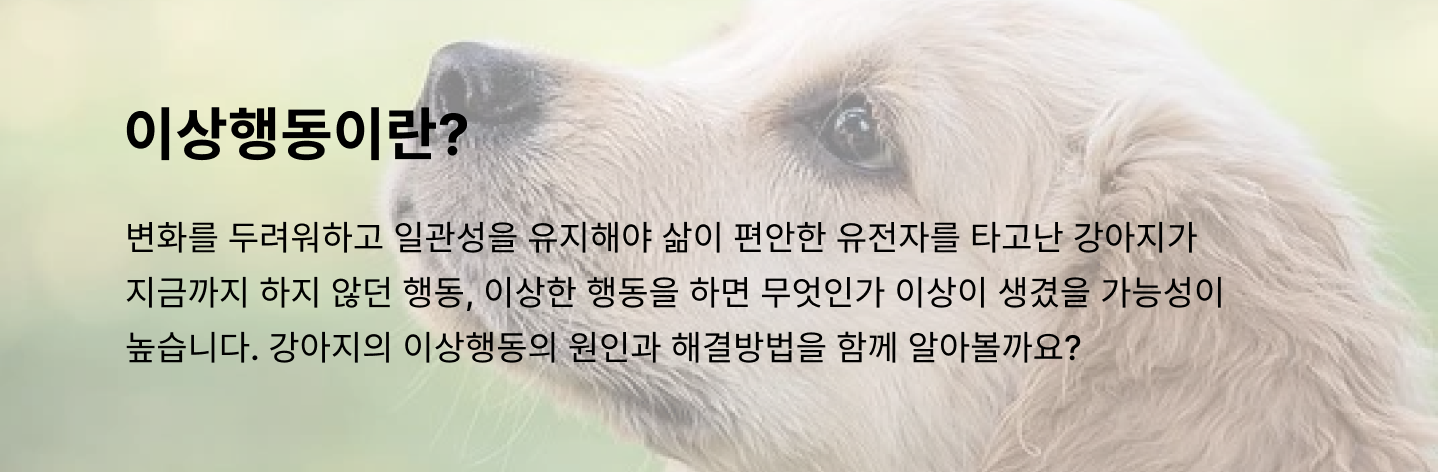 이상행동이란?
변화를 두려워하고 일관성을 유지해야 삶이 편안한 유전자를 타고난 강아지가
지금까지 하지 않던 행동, 이상한 행동을 하면 무엇인가 이상이 생겼을 가능성이
높습니다. 강아지의 이상행동의 원인과 해결방법을 함께 알아볼까요?